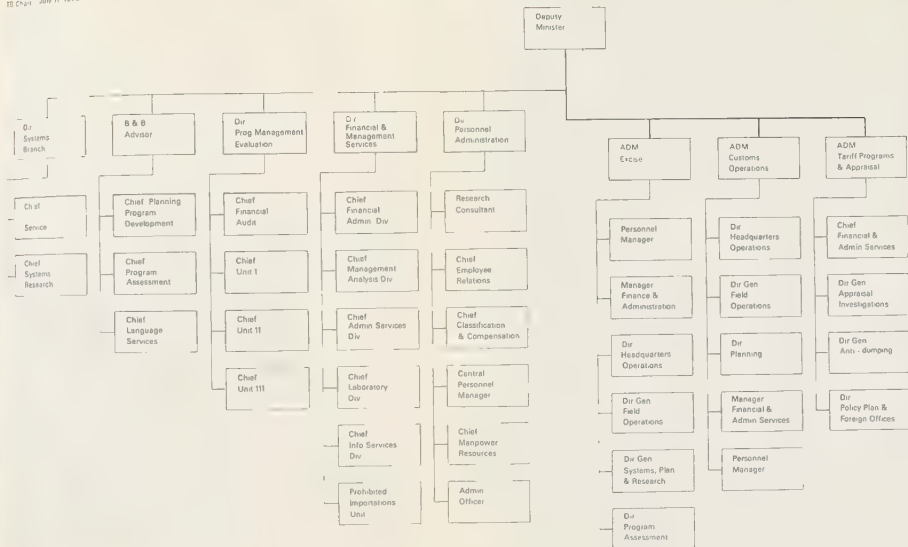 Deputy
Minister
Dir
Systems
Branch
Chief
Service
Chief
Systems
Research
B & B
Advisor
Chief Planning
Program
Development
Chief
Program
Assessment
Chief
Language
Services
Dir
Prog Management
Evaluation
Chief
Financial
Audit
Chief
Unit 1
Chief
Unit 11
Chief
Unit 111
Dir
Financial &
Management
Services
Chief
Financial
Admin Div
Chief
Management
Analysis Div
Chief
Admin Services
Div
Chief
Laboratory
Div
Chief
Info Services
Div
Prohibited
Importations
Unit
Dir
Personnel
Administration
Research
Consultant
Chief
Employee
Relations
Chief
Classification
& Compensation
Central
Personnel
Manager
Chief
Manpower
Resources
Admin
Officer
ADM
Excise
Personnel
Manager
Manager
Finance &
Administration
Dir
Headquarters
Operations
Dir Gen
Field
Operations
Dir Gen
Systems, Plan
& Research
Dir
Program
Assessment
ADM
Customs
Operations
Dir
Headquarters
Operations
Dir Gen
Field
Operations
Dir
Planning
Manager
Financial &
Admin Services
Personnel
Manager
ADM
Tariff Programs
& Appraisal
Chief
Financial &
Admin Services
Dir Gen
Appraisal
Investigations
Dir Gen
Anti - dumping
Dir
Policy Plan &
Foreign Offices